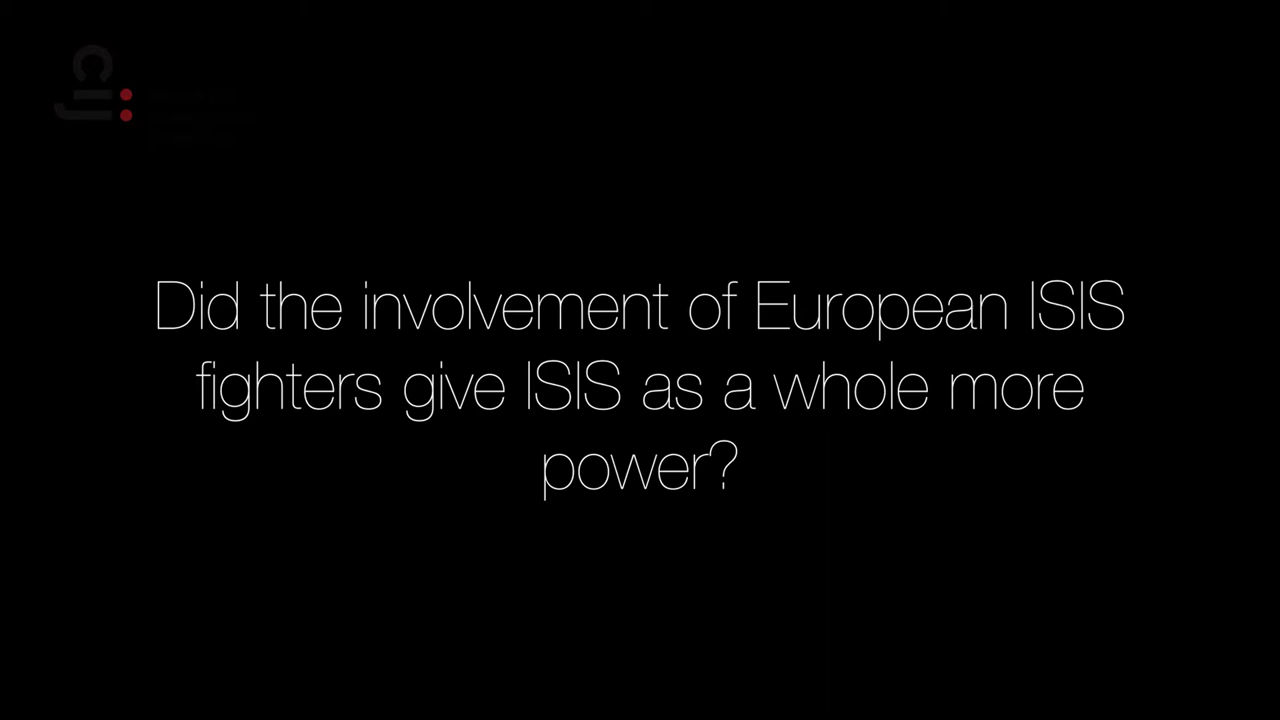 Did the involvement of European ISIS
fighters give ISIS as a whole more
power?